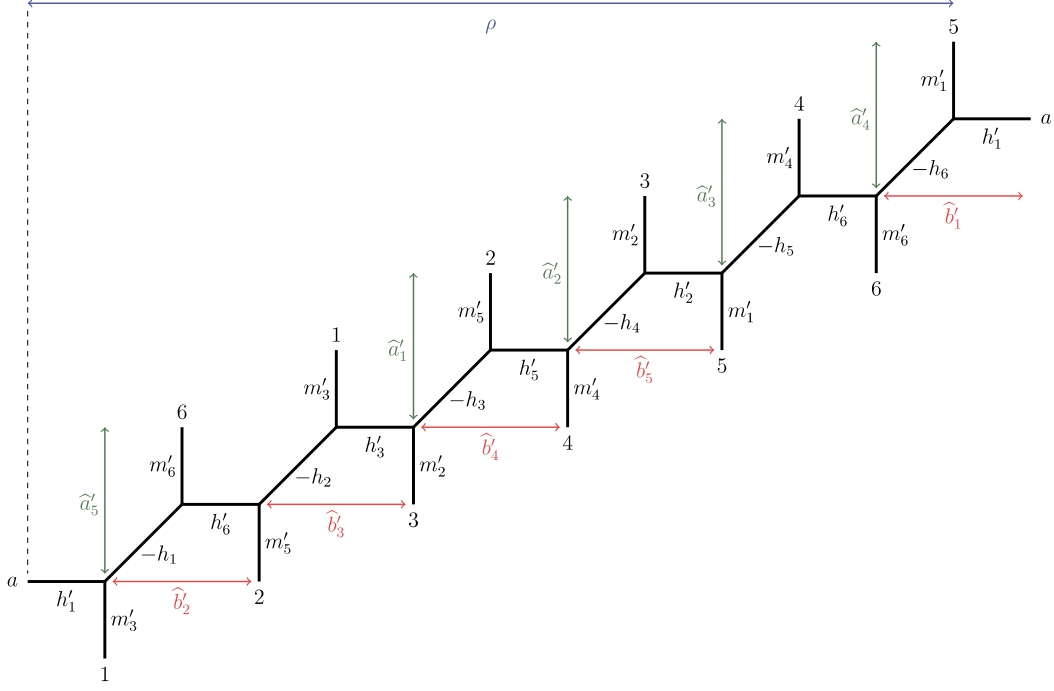 ρ
5
m′₁
a
h′₁
â′₄
−h₆
b̂′₁
4
m′₄
h′₆
m′₆
6
â′₃
−h₅
3
m′₂
h′₂
m′₁
5
â′₂
−h₄
b̂′₅
2
m′₅
h′₅
m′₄
4
â′₁
−h₃
b̂′₄
1
m′₃
h′₃
m′₂
3
−h₂
b̂′₃
6
m′₆
h′₆
m′₅
2
â′₅
−h₁
b̂′₂
a
h′₁
m′₃
1